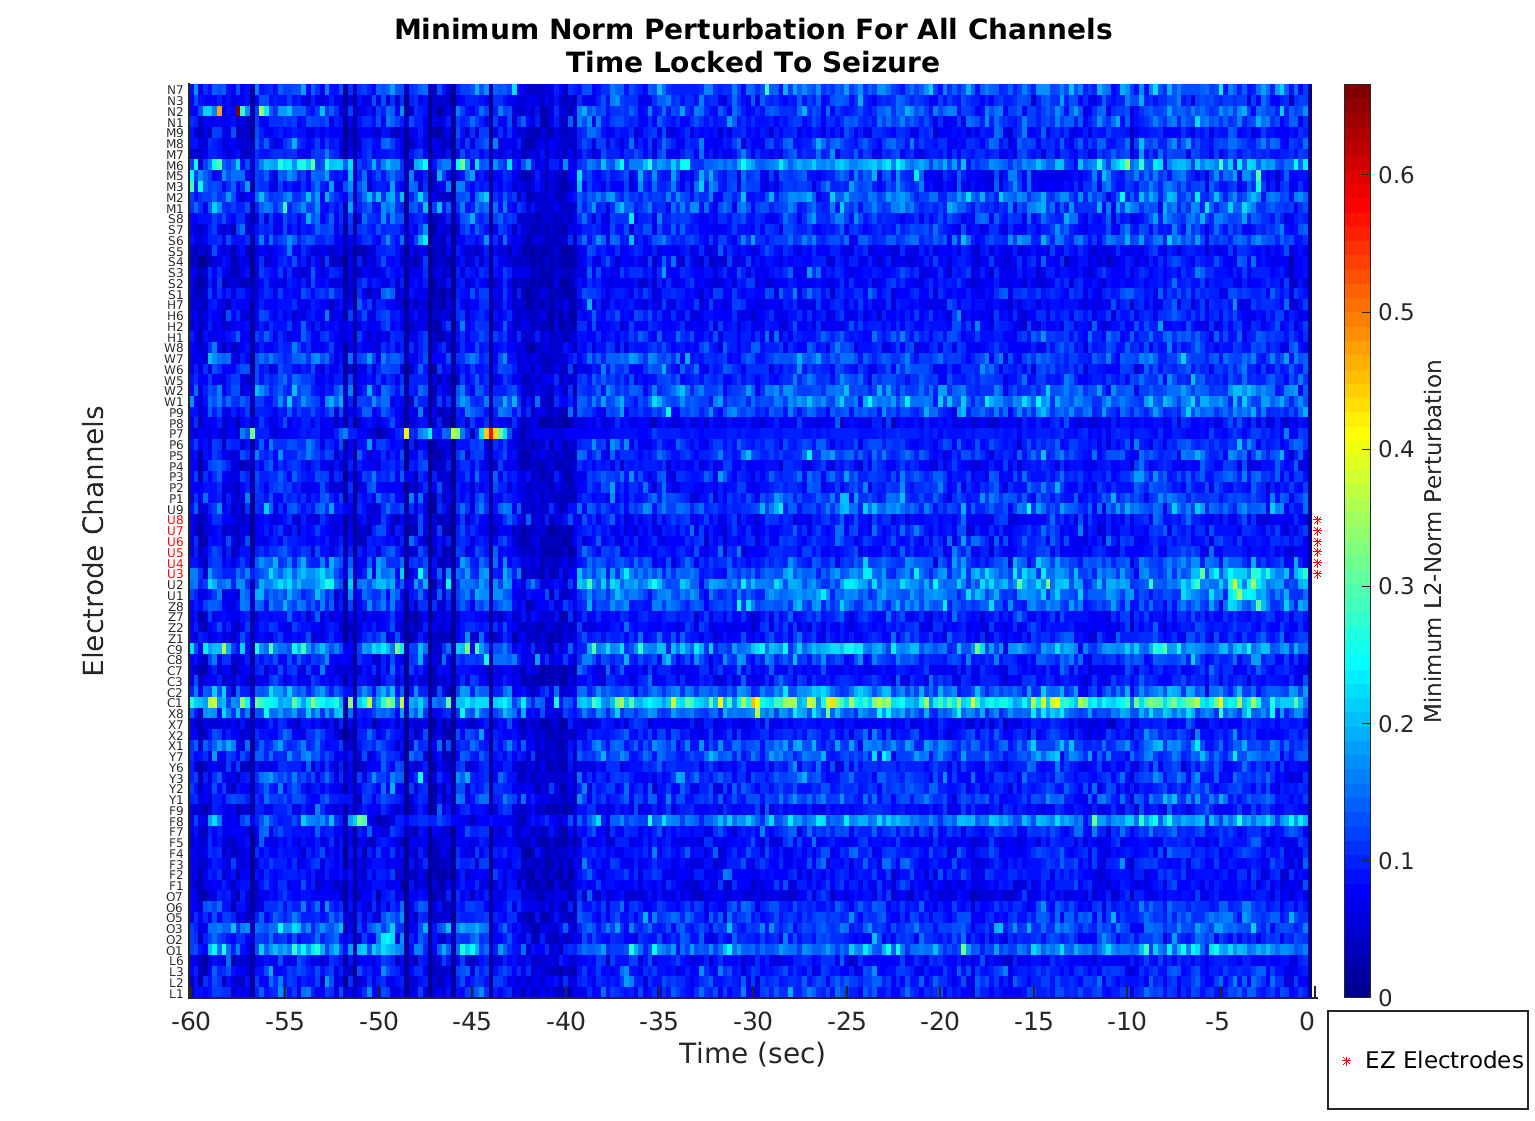 Minimum Norm Perturbation For All Channels
Time Locked To Seizure
Electrode Channels
N7
N3
N2
N1
M9
M8
M7
M6
M5
M3
M2
M1
S8
S7
S6
S5
S4
S3
S2
S1
H7
H6
H2
H1
W8
W7
W6
W5
W2
W1
P9
P8
P7
P6
P5
P4
P3
P2
P1
U9
U8
U7
U6
U5
U4
U3
U2
U1
Z8
Z7
Z2
Z1
C9
C8
C7
C3
C2
C1
X8
X7
X2
X1
Y7
Y6
Y3
Y2
Y1
F9
F8
F7
F5
F4
F3
F2
F1
O7
O6
O5
O3
O2
O1
L6
L3
L2
L1
-60 -55 -50 -45 -40 -35 -30 -25 -20 -15 -10 -5 0
Time (sec)
0.6
0.5
0.4
0.3
0.2
0.1
0
Minimum L2-Norm Perturbation
EZ Electrodes